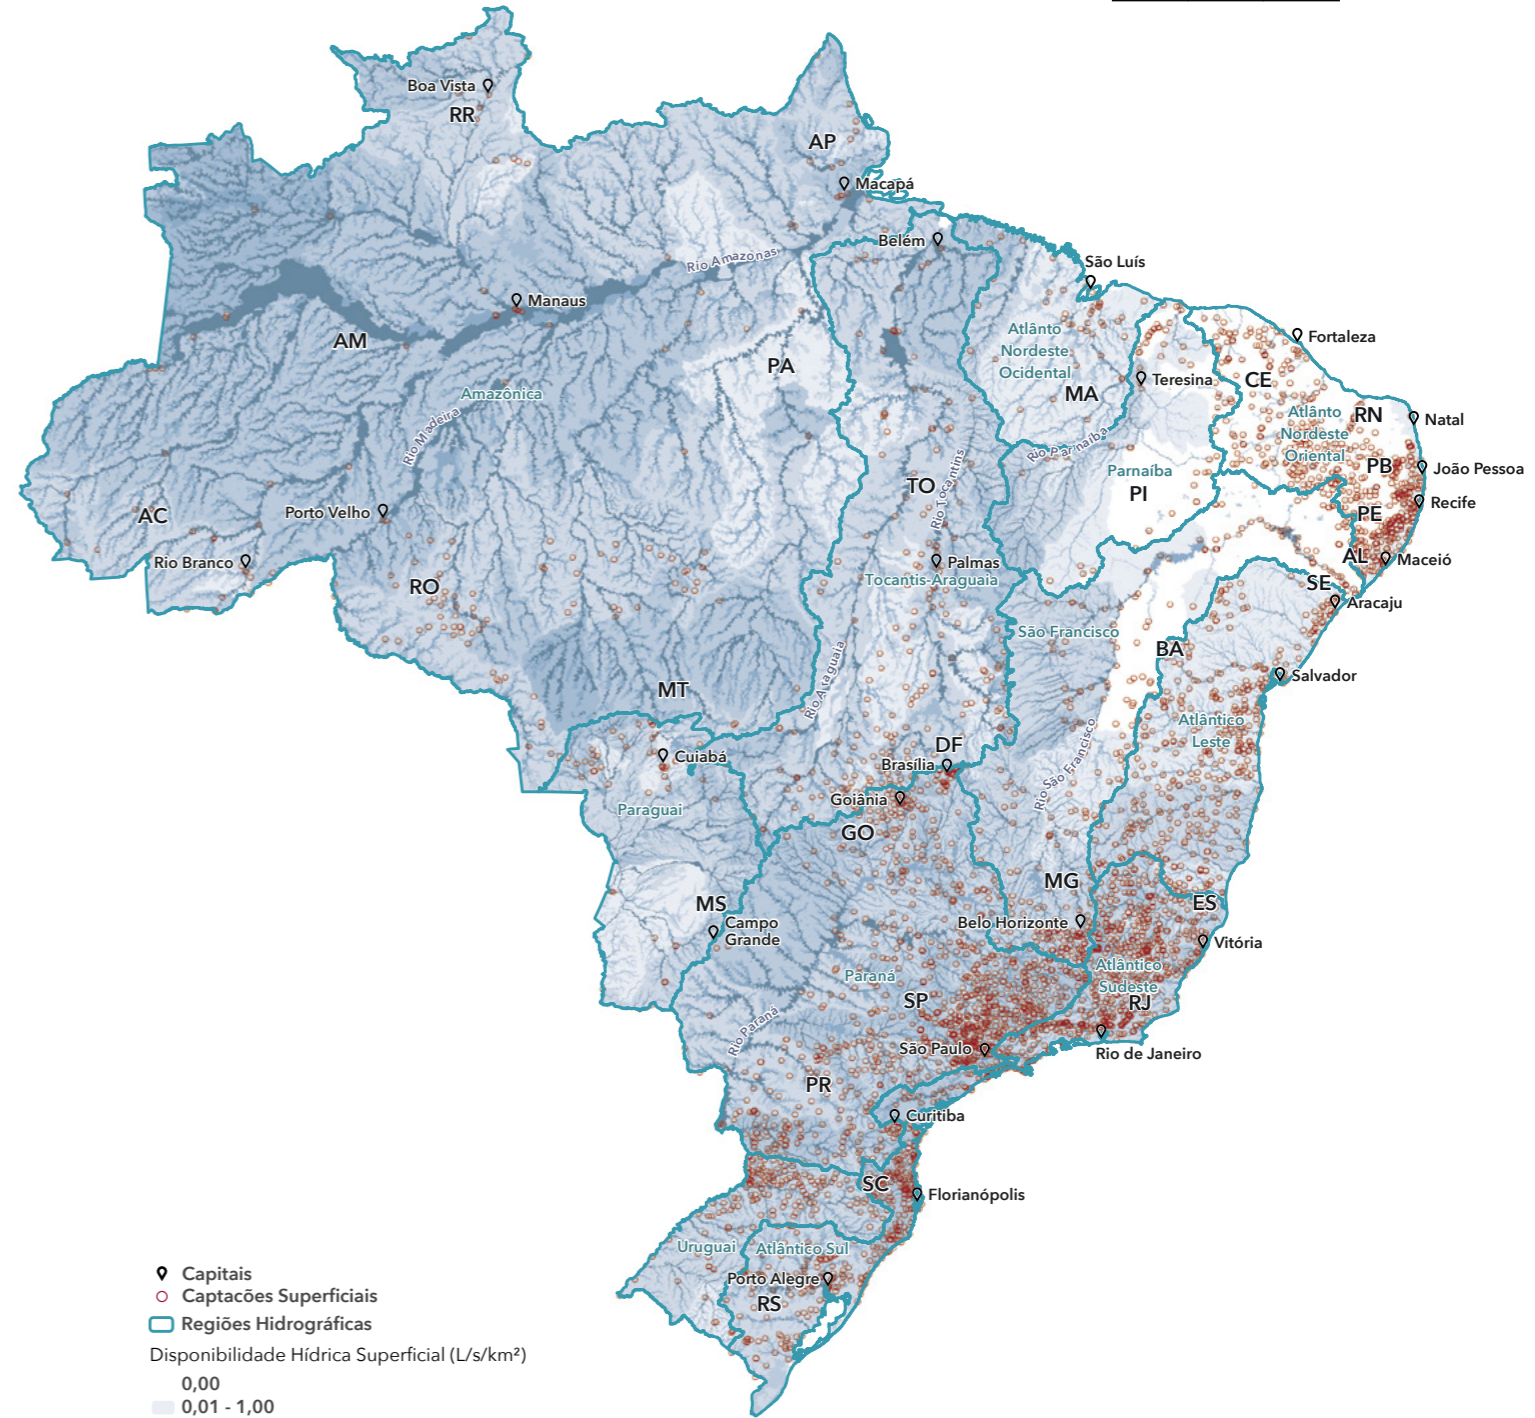 Boa Vista
RR
AP
Macapá
Belém
Rio Amazonas
São Luís
Manaus
AM
Atlânto
Nordeste
Ocidental
Fortaleza
PA
Teresina
CE
MA
Amazônica
Atlânto
Nordeste
Oriental
RN
Natal
Rio Madeira
Rio Parnaíba
PB
João Pessoa
Parnaíba
PI
TO
Rio Tocantins
Recife
PE
AC
Porto Velho
AL
Maceió
Rio Branco
Palmas
Tocantis-Araguaia
SE
Aracaju
RO
São Francisco
BA
Salvador
Rio Araguaia
MT
Atlântico
Leste
DF
Brasília
Cuiabá
Rio São Francisco
Goiânia
Paraguai
GO
MG
MS
ES
Campo
Grande
Belo Horizonte
Vitória
Atlântico
Sudeste
Paraná
SP
RJ
Rio Paraná
São Paulo
Rio de Janeiro
PR
Curitiba
SC
Florianópolis
Uruguai
Atlântico Sul
Porto Alegre
RS
Capitais
Captacões Superficiais
Regiões Hidrográficas
Disponibilidade Hídrica Superficial (L/s/km²)
0,00
0,01 - 1,00